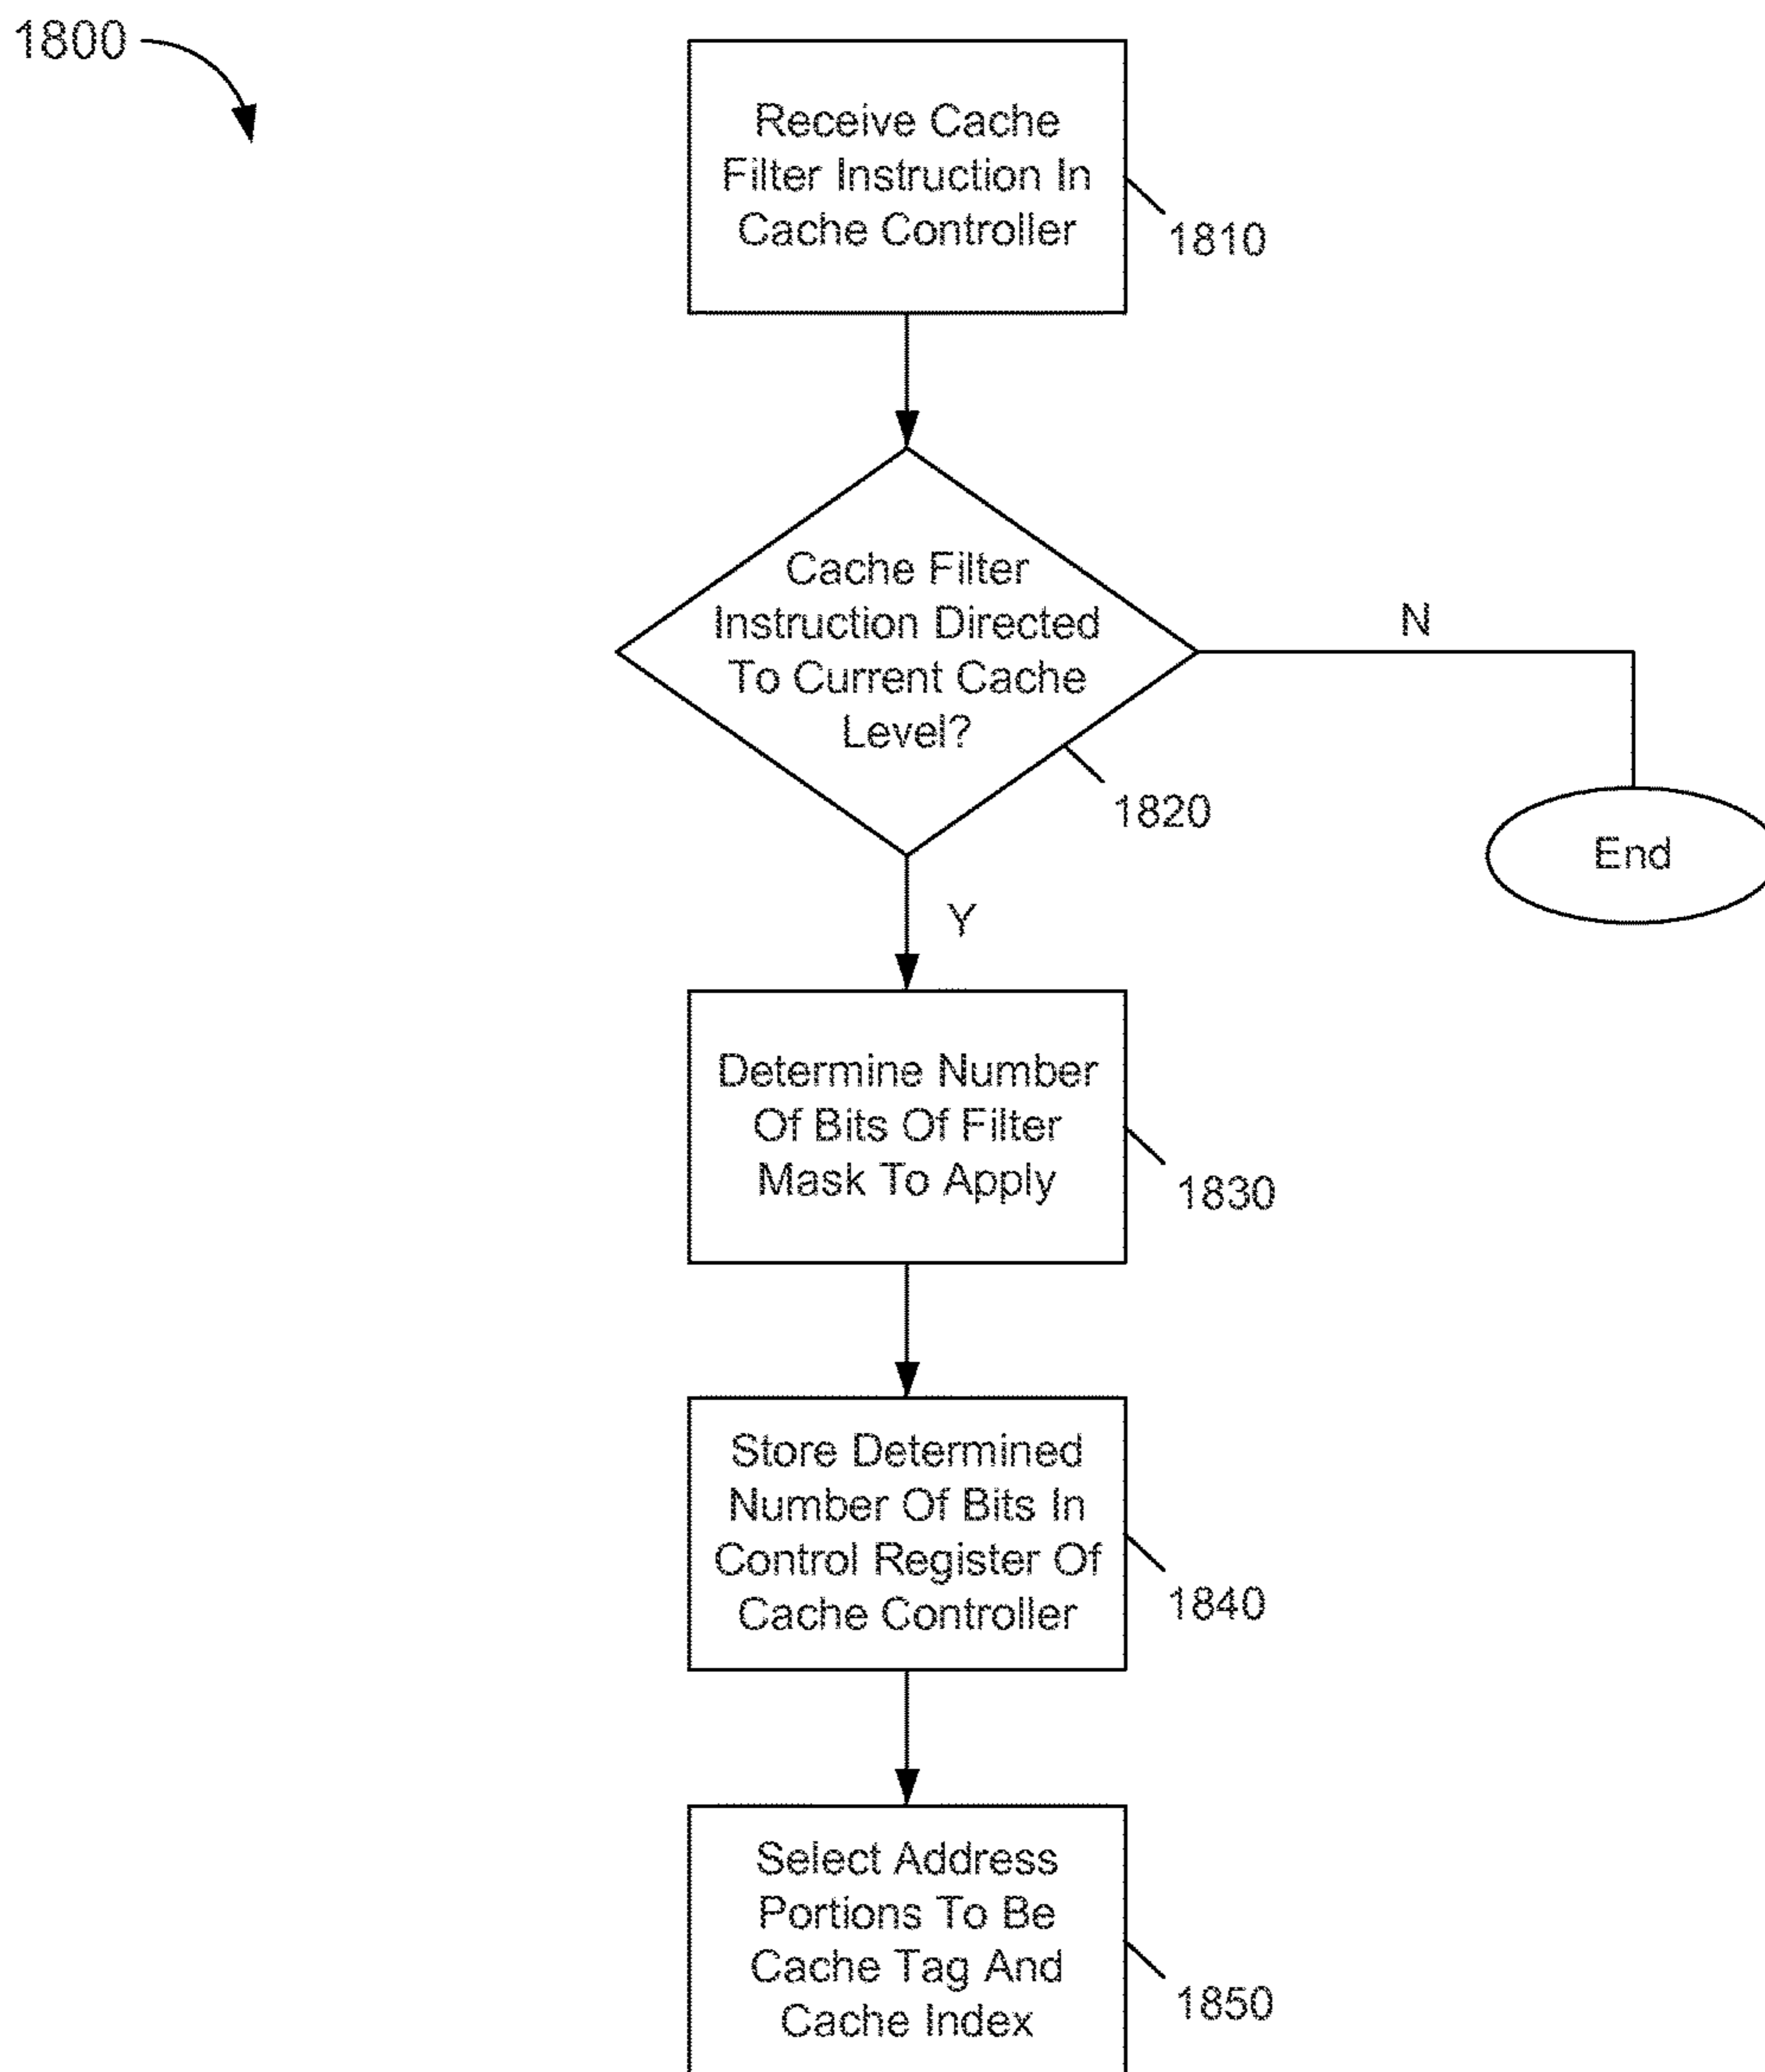 1800
Receive Cache
Filter Instruction In
Cache Controller
1810
Cache Filter
Instruction Directed
To Current Cache
Level?
N
1820
End
Y
Determine Number
Of Bits Of Filter
Mask To Apply
1830
Store Determined
Number Of Bits In
Control Register Of
Cache Controller
1840
Select Address
Portions To Be
Cache Tag And
Cache Index
1850